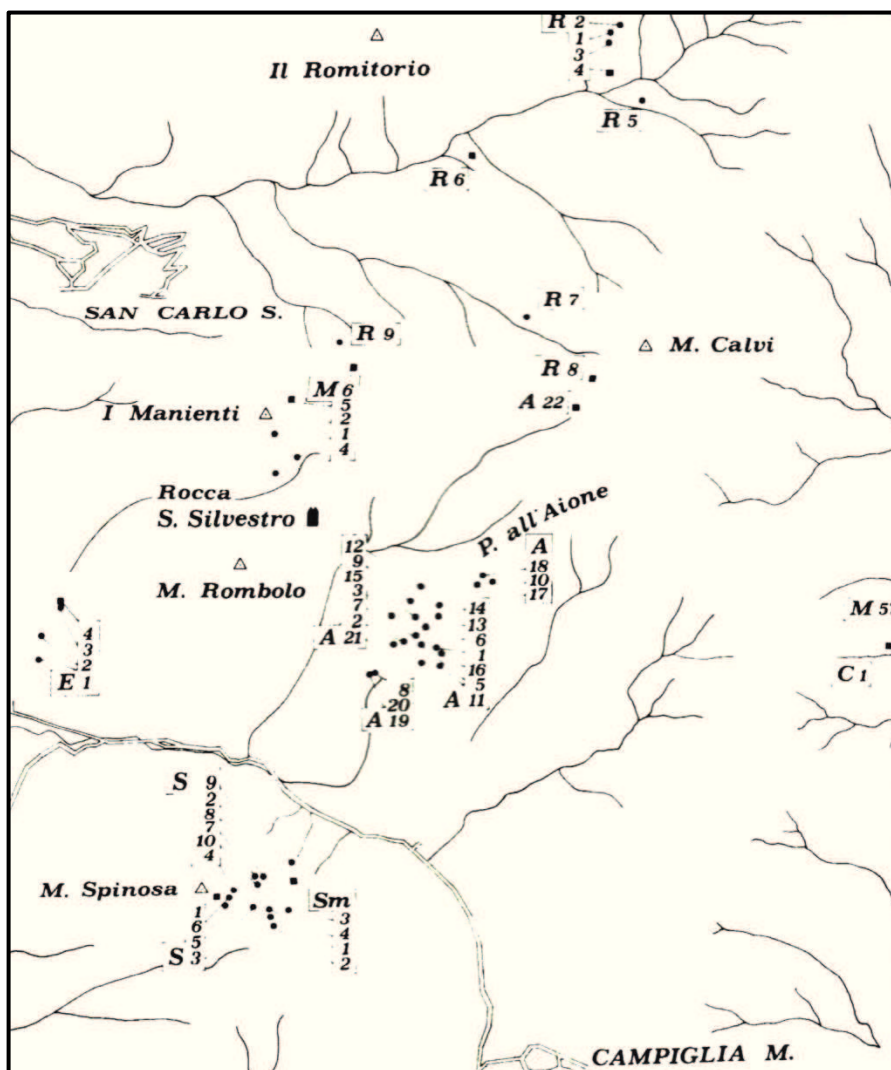 R 2
1
3
4
Il Romitorio
R 5
R 6
R 7
SAN CARLO S.
R 9
M. Calvi
R 8
M 6
5
2
1
4
A 22
I Manienti
Rocca
S. Silvestro
P. all'Aione
A
18
10
17
12
9
15
3
7
2
A 21
M. Rombolo
14
13
6
1
16
5
A 11
M 5
C 1
4
3
2
E 1
8
20
A 19
S 9
2
8
7
10
4
M. Spinosa
1
6
5
S 3
Sm
3
4
1
2
CAMPIGLIA M.